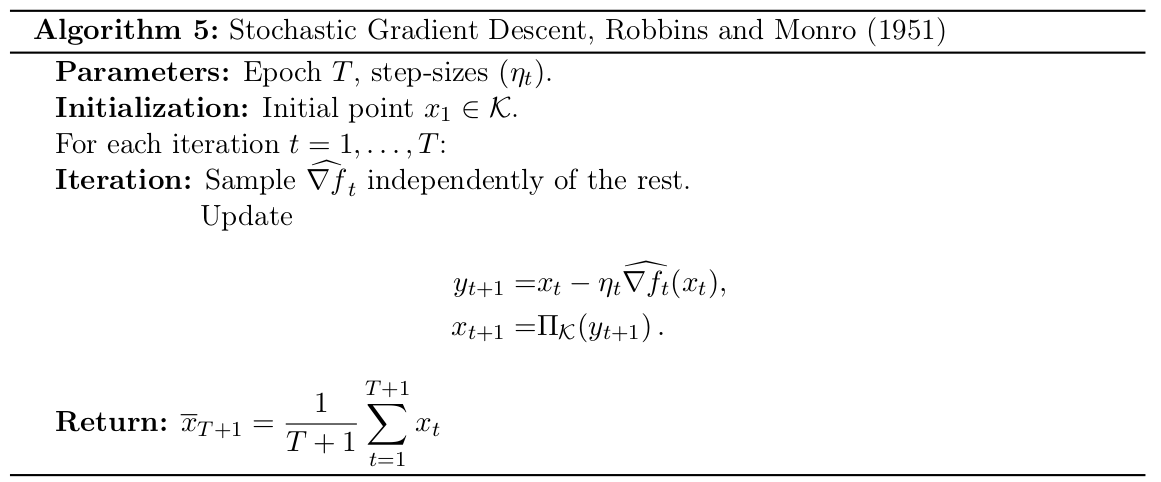 Algorithm 5: Stochastic Gradient Descent, Robbins and Monro (1951)
Parameters: Epoch $T$, step-sizes $(\eta_t)$.
Initialization: Initial point $x_1 \in \mathcal{K}$.
For each iteration $t = 1, \ldots, T$:
Iteration: Sample $\widehat{\nabla f}_t$ independently of the rest.
Update
$y_{t+1} = x_t - \eta_t \widehat{\nabla f_t}(x_t),$
$x_{t+1} = \Pi_{\mathcal{K}}(y_{t+1}).$
Return: $\overline{x}_{T+1} = \frac{1}{T+1} \sum_{t=1}^{T+1} x_t$